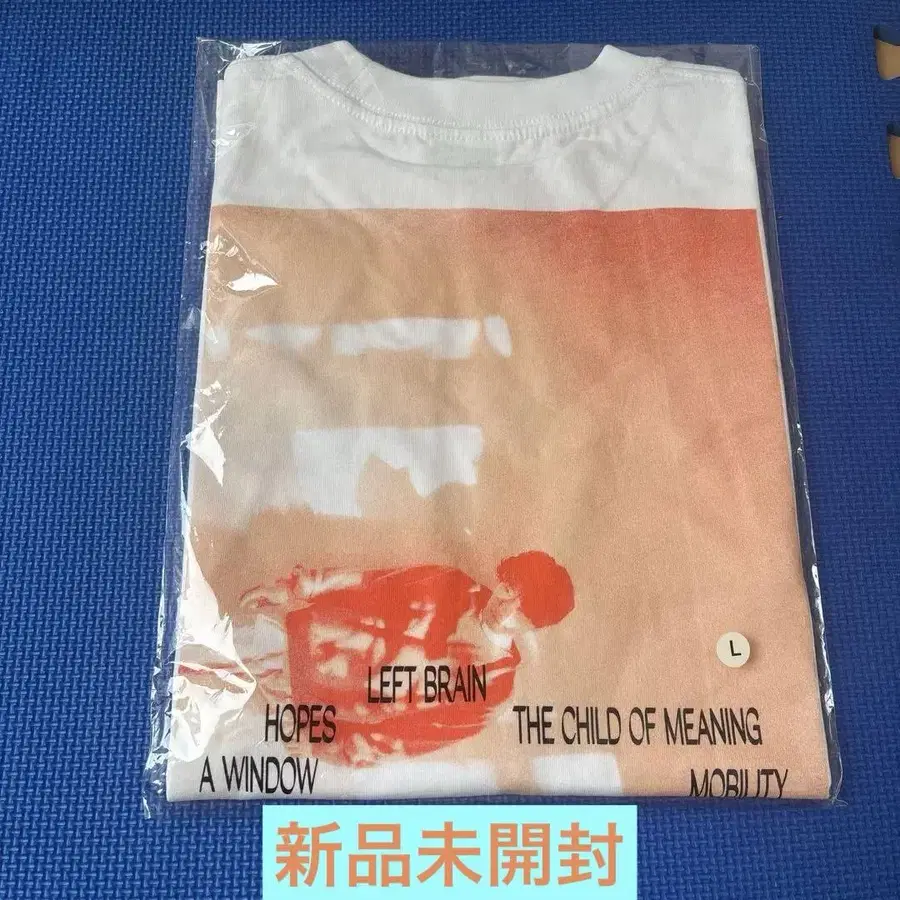 L
LEFT BRAIN
HOPES THE CHILD OF MEANING
A WINDOW MOBILITY
新品未開封